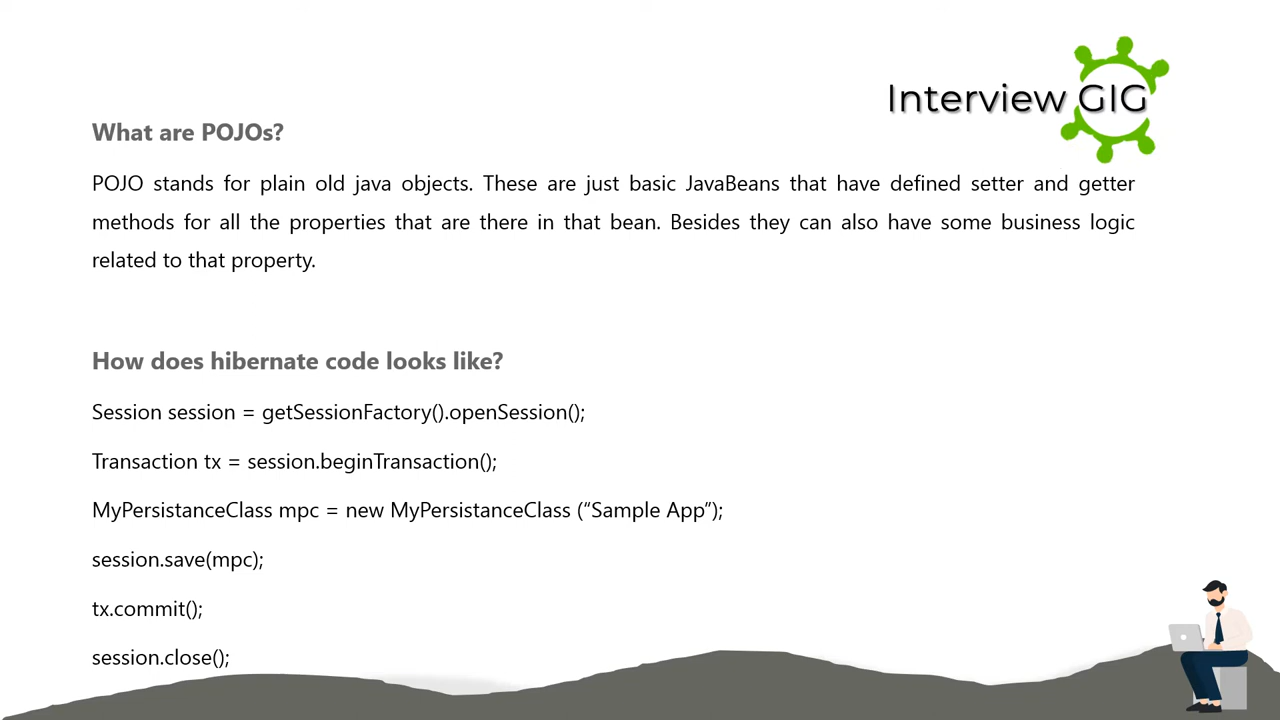 Interview GIG
What are POJOs?
POJO stands for plain old java objects. These are just basic JavaBeans that have defined setter and getter
methods for all the properties that are there in that bean. Besides they can also have some business logic
related to that property.
How does hibernate code looks like?
Session session = getSessionFactory().openSession();
Transaction tx = session.beginTransaction();
MyPersistanceClass mpc = new MyPersistanceClass (“Sample App”);
session.save(mpc);
tx.commit();
session.close();